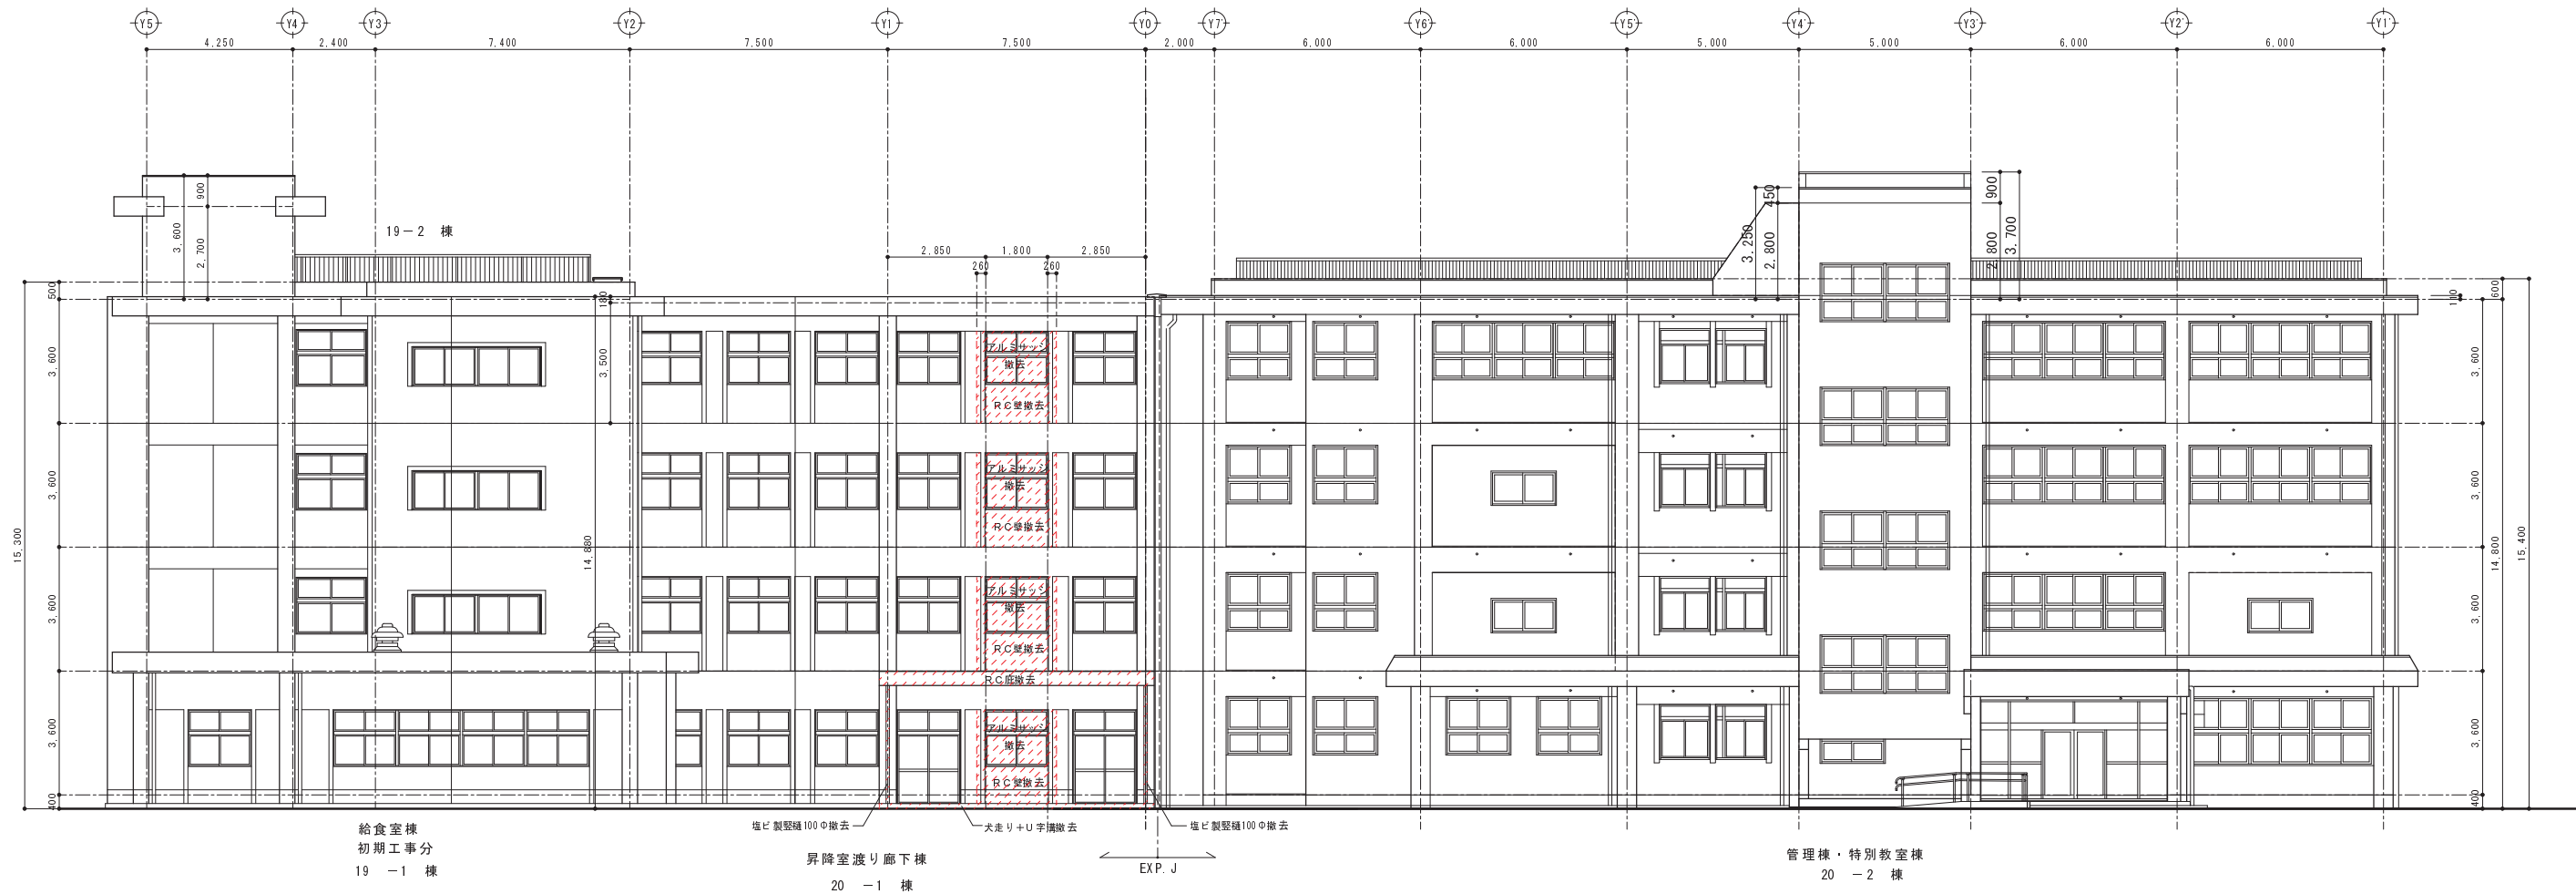 Y5 Y4 Y3 Y2 Y1 Y0 Y7' Y6' Y5' Y4' Y3' Y2' Y1'
4,250 2,400 7,400 7,500 7,500 2,000 6,000 6,000 5,000 5,000 6,000 6,000
900
3,600
2,700
19－2 棟
2,850 1,800 2,850
260 260
450
3,250
2,800
900
2,800
3,700
500
180
600
110
3,600
3,500
アルミサッシ
撤去
RC壁撤去
3,600
3,600
アルミサッシ
撤去
RC壁撤去
3,600
15,300
14,880
14,800
15,400
3,600
アルミサッシ
撤去
RC壁撤去
3,600
RC庇撤去
3,600
アルミサッシ
撤去
RC壁撤去
3,600
400
400
塩ビ製竪樋100Φ撤去
犬走り＋U字溝撤去
塩ビ製竪樋100Φ撤去
EXP.J
給食室棟
初期工事分
19 －1 棟
昇降室渡り廊下棟
20 －1 棟
管理棟・特別教室棟
20 －2 棟